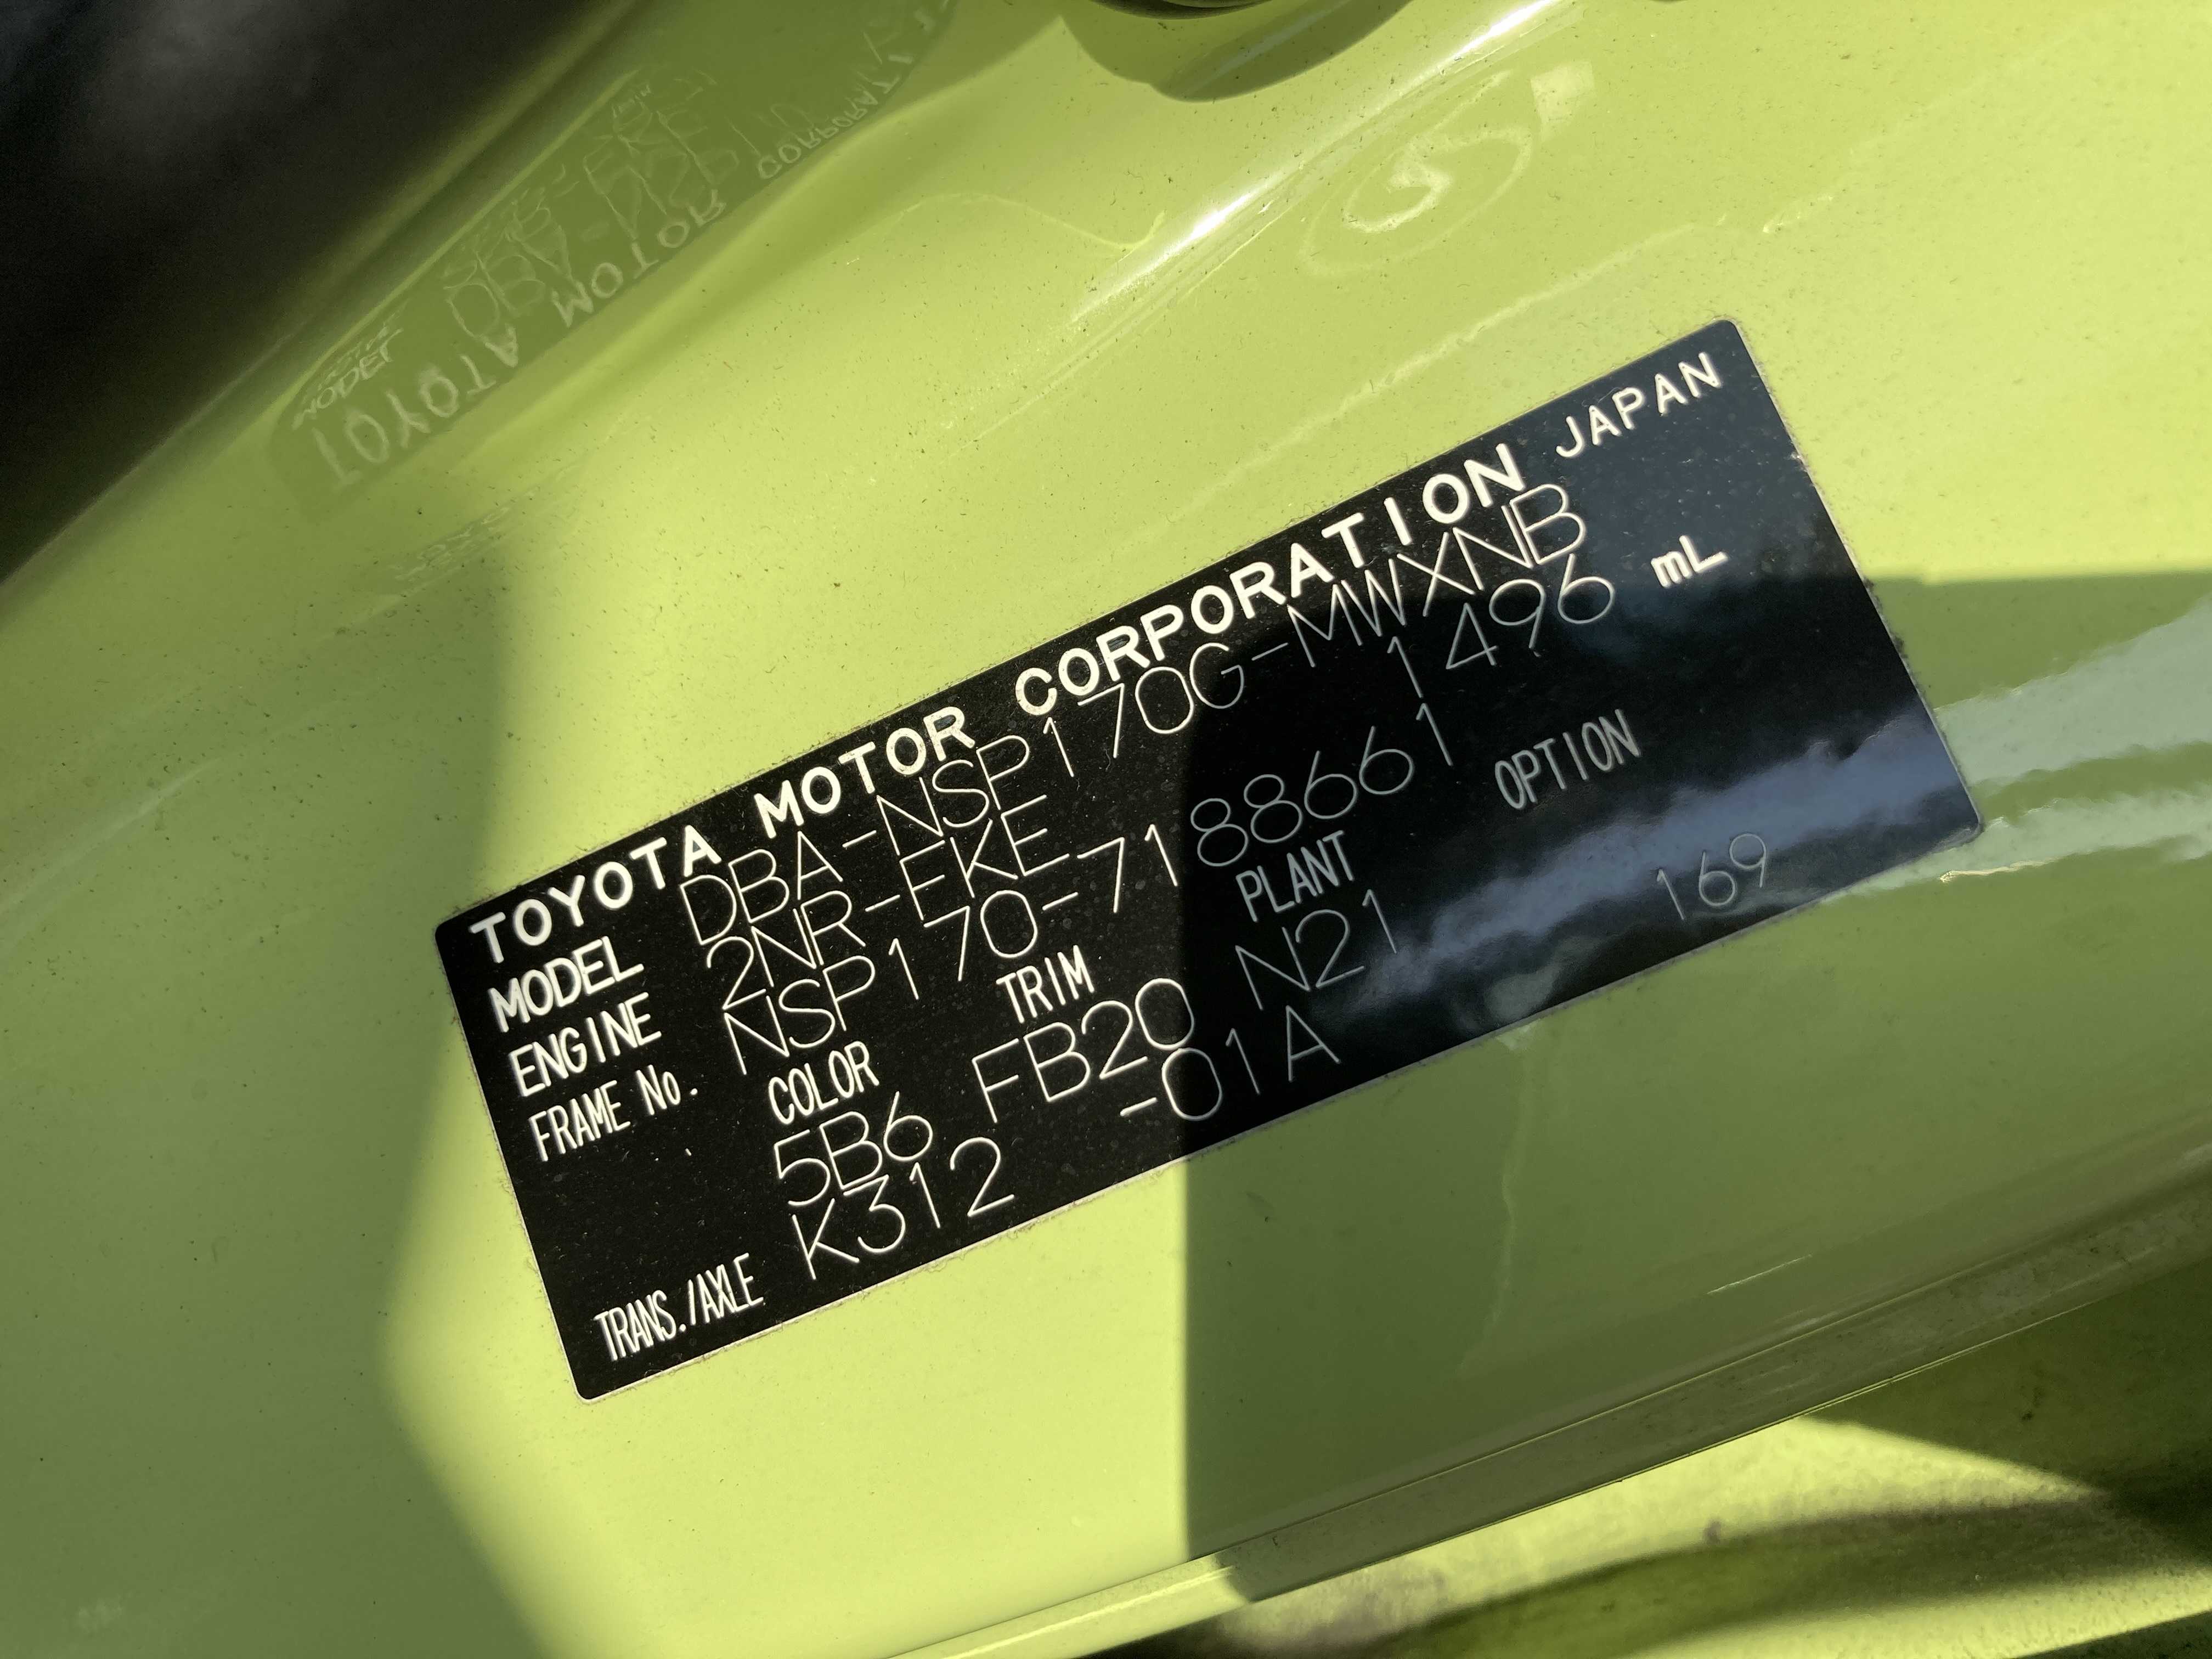 TOYOTA MOTOR CORPORATION JAPAN
MODEL DBA-NSP170G-MWXNB
ENGINE 2NR-FKE 1496 mL
FRAME No. NSP170-7188661
COLOR TRIM PLANT OPTION
5B6 FB20 N21 169
TRANS./AXLE K312 -01A